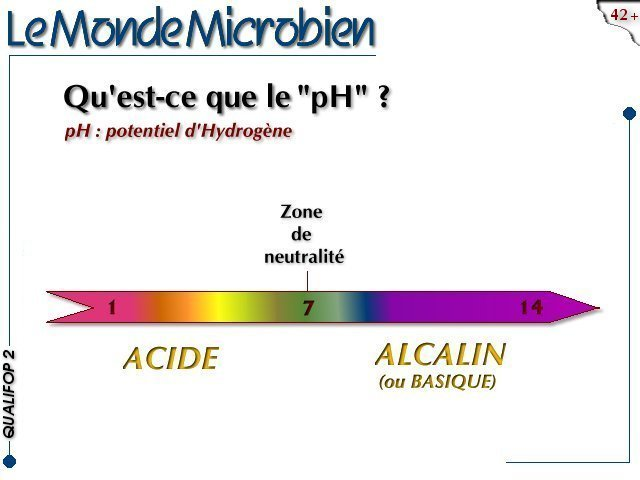 Le Monde Microbien
42+
Qu'est-ce que le "pH" ?
pH : potentiel d'Hydrogène
Zone
de
neutralité
1 7 14
ACIDE
ALCALIN
(ou BASIQUE)
QUALIFOP 2